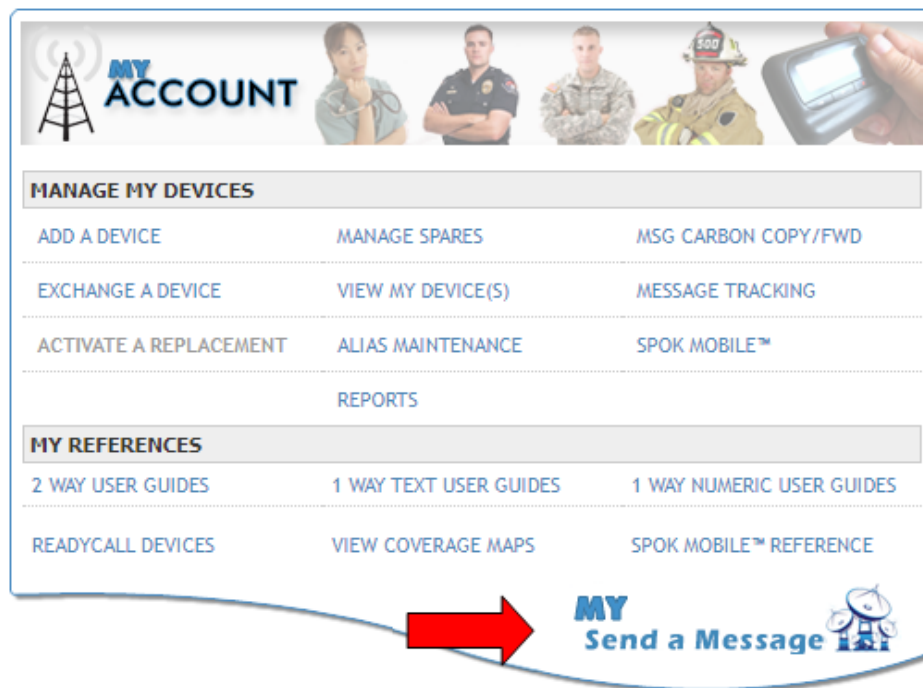 MY
ACCOUNT
500
MANAGE MY DEVICES
ADD A DEVICE MANAGE SPARES MSG CARBON COPY/FWD
EXCHANGE A DEVICE VIEW MY DEVICE(S) MESSAGE TRACKING
ACTIVATE A REPLACEMENT ALIAS MAINTENANCE SPOK MOBILE™
REPORTS
MY REFERENCES
2 WAY USER GUIDES 1 WAY TEXT USER GUIDES 1 WAY NUMERIC USER GUIDES
READYCALL DEVICES VIEW COVERAGE MAPS SPOK MOBILE™ REFERENCE
MY
Send a Message